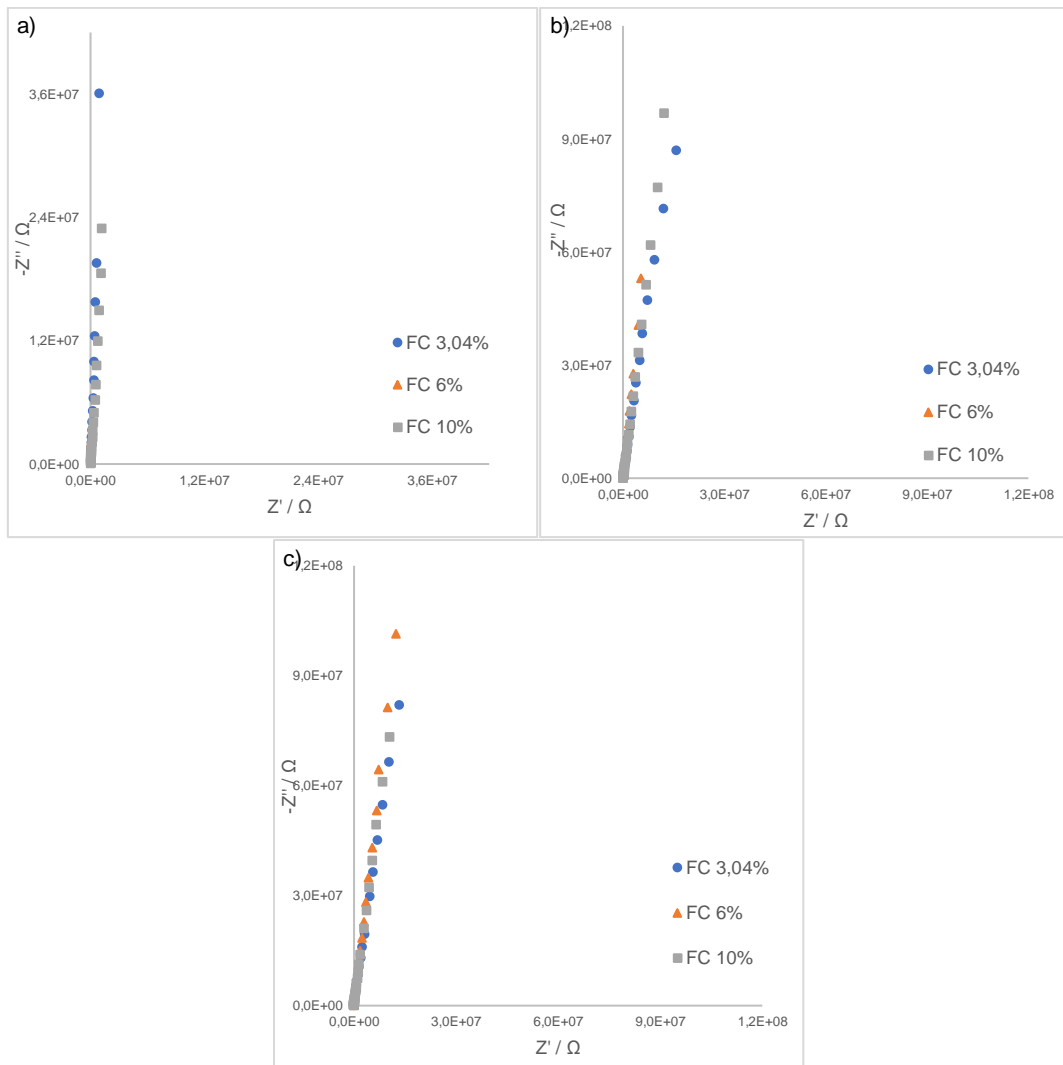 a)
3,6E+07
2,4E+07
1,2E+07
0,0E+00
-Z'' / Ω
0,0E+00 1,2E+07 2,4E+07 3,6E+07
Z' / Ω
FC 3,04%
FC 6%
FC 10%
b)
1,2E+08
9,0E+07
6,0E+07
3,0E+07
0,0E+00
-Z'' / Ω
0,0E+00 3,0E+07 6,0E+07 9,0E+07 1,2E+08
Z' / Ω
FC 3,04%
FC 6%
FC 10%
c)
1,2E+08
9,0E+07
6,0E+07
3,0E+07
0,0E+00
-Z'' / Ω
0,0E+00 3,0E+07 6,0E+07 9,0E+07 1,2E+08
Z' / Ω
FC 3,04%
FC 6%
FC 10%